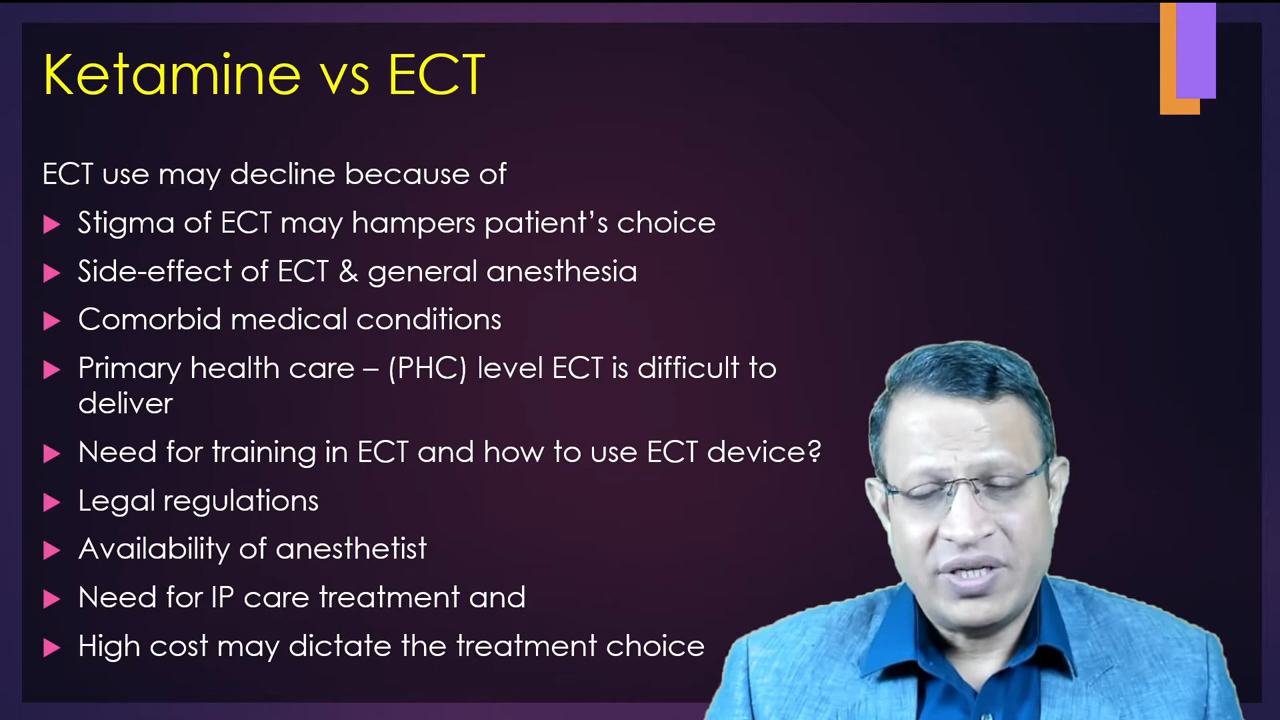 Ketamine vs ECT
ECT use may decline because of
Stigma of ECT may hampers patient’s choice
Side-effect of ECT & general anesthesia
Comorbid medical conditions
Primary health care – (PHC) level ECT is difficult to
deliver
Need for training in ECT and how to use ECT device?
Legal regulations
Availability of anesthetist
Need for IP care treatment and
High cost may dictate the treatment choice